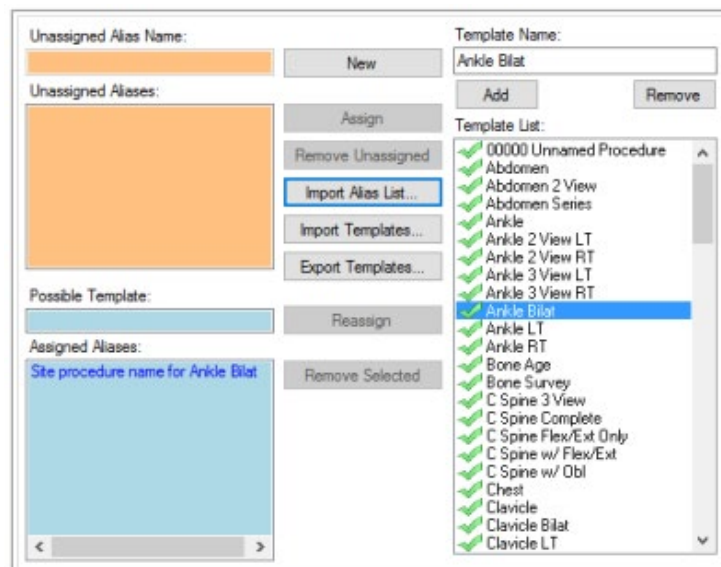 Unassigned Alias Name:
New
Unassigned Aliases:
Assign
Remove Unassigned
Import Alias List...
Import Templates...
Export Templates...
Possible Template:
Reassign
Assigned Aliases:
Site procedure name for Ankle Bilat
Remove Selected
Template Name:
Ankle Bilat
Add
Remove
Template List:
00000 Unnamed Procedure
Abdomen
Abdomen 2 View
Abdomen Series
Ankle
Ankle 2 View LT
Ankle 2 View RT
Ankle 3 View LT
Ankle 3 View RT
Ankle Bilat
Ankle LT
Ankle RT
Bone Age
Bone Survey
C Spine 3 View
C Spine Complete
C Spine Flex/Ext Only
C Spine w/ Flex/Ext
C Spine w/ Obl
Chest
Clavicle
Clavicle Bilat
Clavicle LT